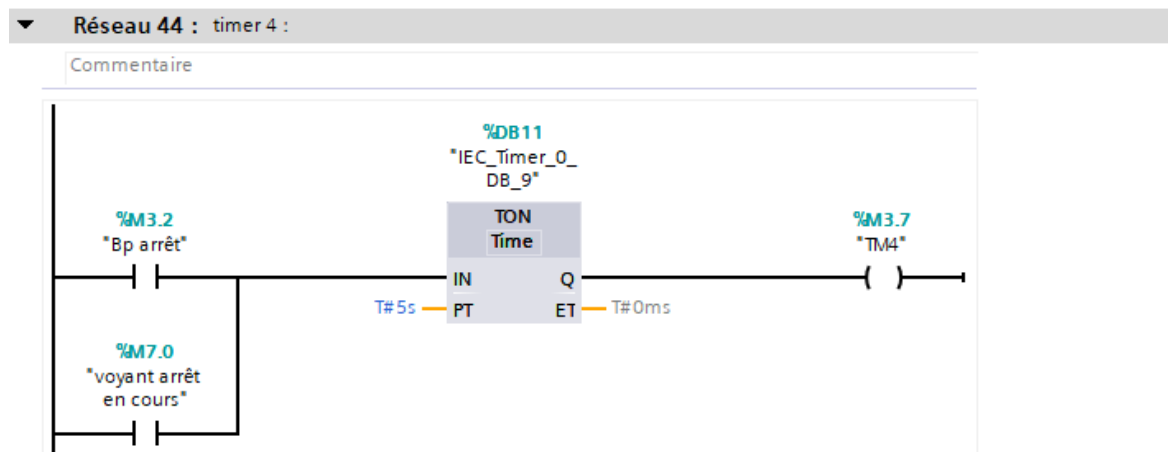 Réseau 44 : timer 4 :
Commentaire
%DB11
"IEC_Timer_0_
DB_9"
%M3.2
"Bp arrêt"
TON
Time
%M3.7
"TM4"
IN Q
T#5s PT ET T#0ms
%M7.0
"voyant arrêt
en cours"